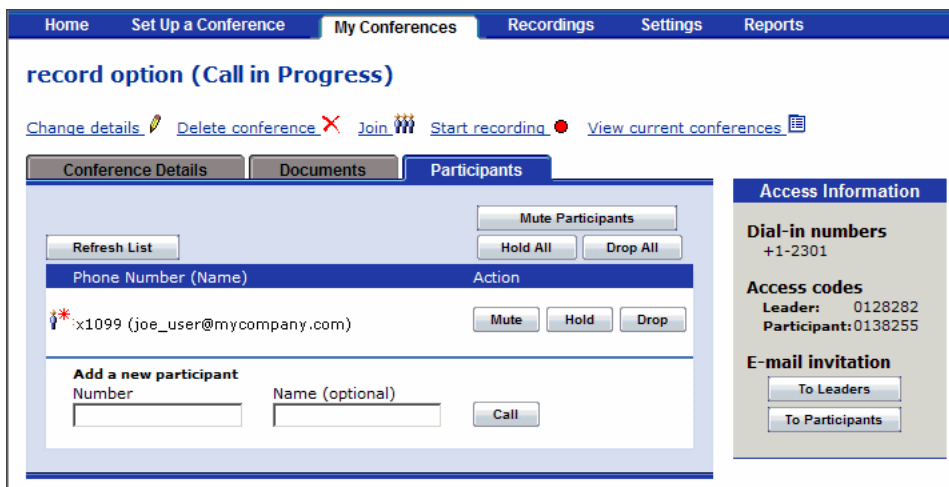 Home Set Up a Conference My Conferences Recordings Settings Reports
record option (Call in Progress)
Change details Delete conference Join Start recording View current conferences
Conference Details Documents Participants
Mute Participants
Refresh List Hold All Drop All
Phone Number (Name) Action
x1099 (joe_user@mycompany.com) Mute Hold Drop
Add a new participant
Number Name (optional)
Call
Access Information
Dial-in numbers
+1-2301
Access codes
Leader: 0128282
Participant: 0138255
E-mail invitation
To Leaders
To Participants